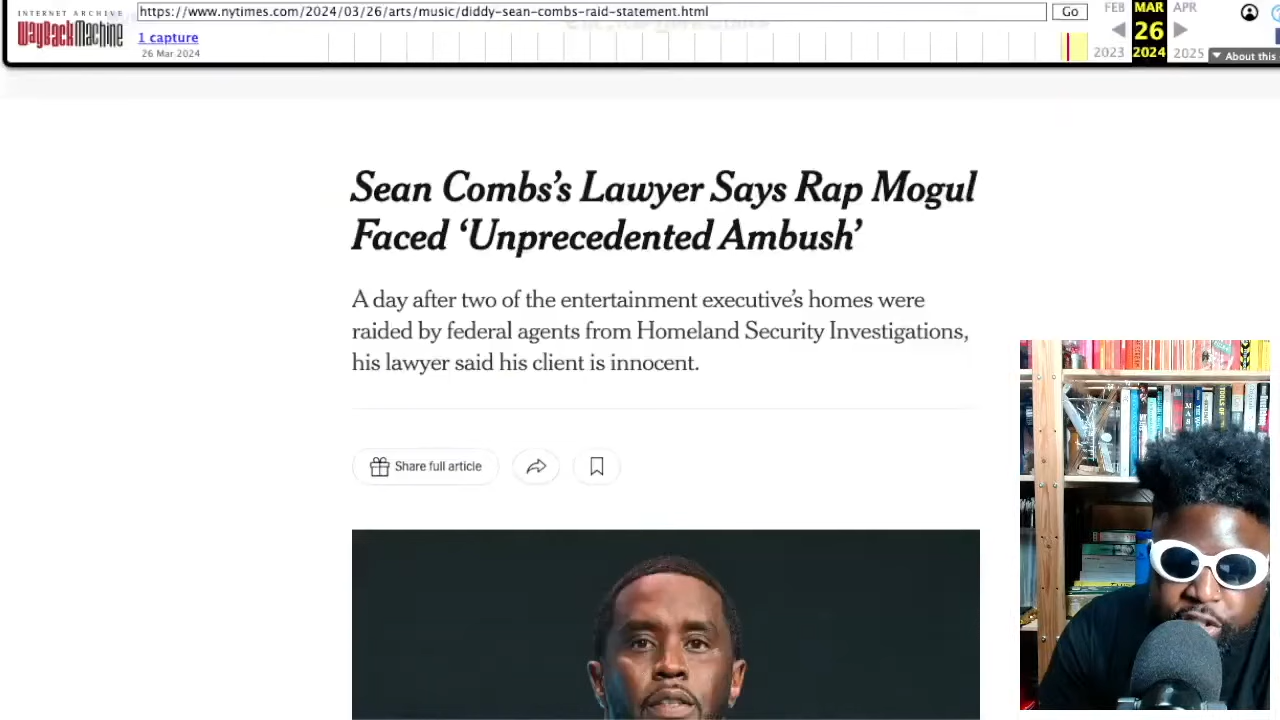 INTERNET ARCHIVE
WayBackMachine
https://www.nytimes.com/2024/03/26/arts/music/diddy-sean-combs-raid-statement.html
Go
FEB MAR APR
1 capture
26
26 Mar 2024
2023 2024 2025
About this
Sean Combs’s Lawyer Says Rap Mogul
Faced ‘Unprecedented Ambush’
A day after two of the entertainment executive’s homes were
raided by federal agents from Homeland Security Investigations,
his lawyer said his client is innocent.
Share full article
TOOLS OF